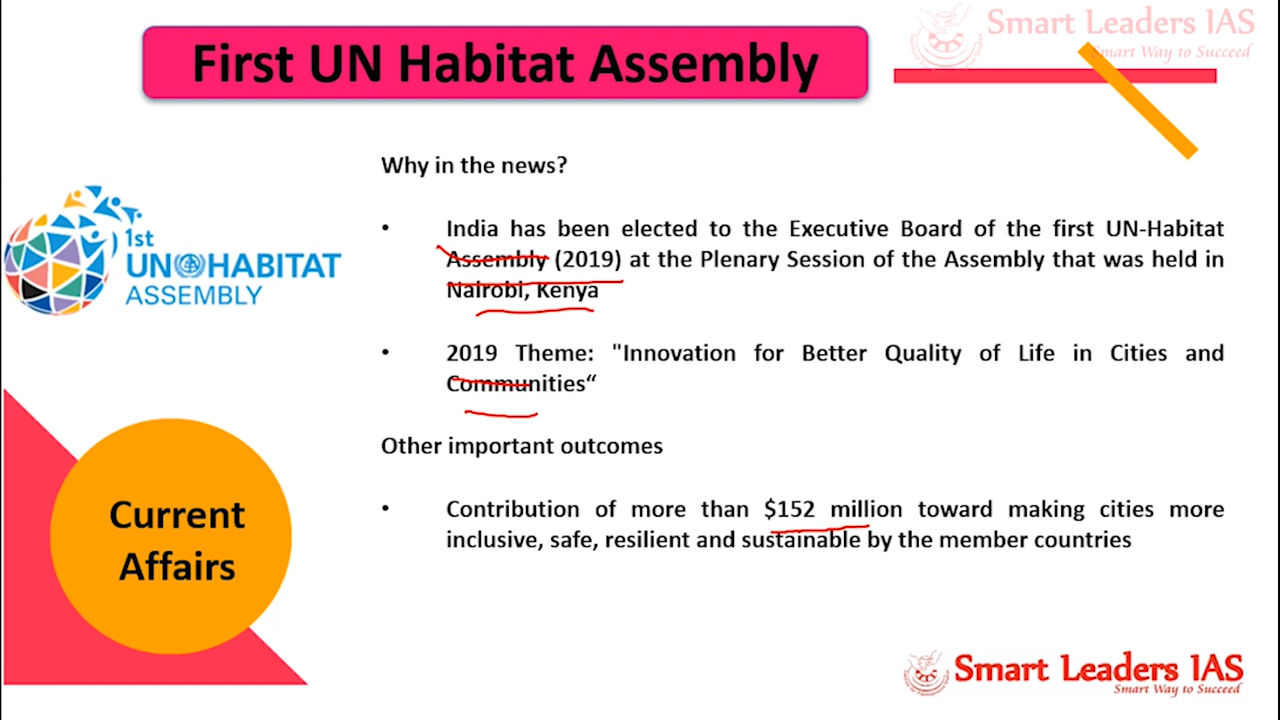 First UN Habitat Assembly
Smart Leaders IAS
Smart Way to Succeed
Why in the news?
• India has been elected to the Executive Board of the first UN-Habitat
Assembly (2019) at the Plenary Session of the Assembly that was held in
Nairobi, Kenya
1st
UN HABITAT
ASSEMBLY
• 2019 Theme: "Innovation for Better Quality of Life in Cities and
Communities“
Other important outcomes
• Contribution of more than $152 million toward making cities more
inclusive, safe, resilient and sustainable by the member countries
Current
Affairs
Smart Leaders IAS
Smart Way to Succeed